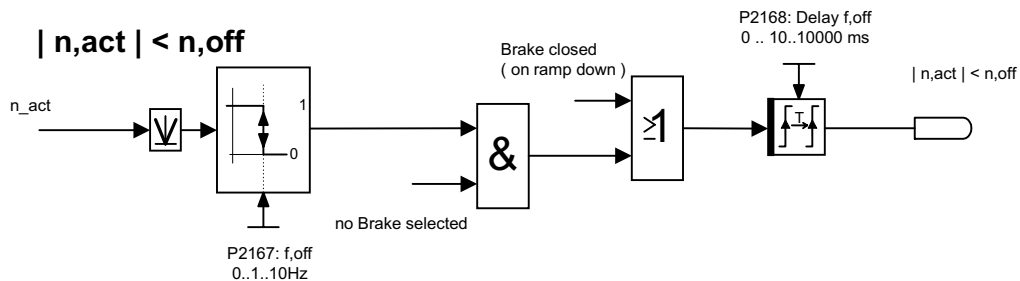 | n,act | < n,off
P2168: Delay f,off
0 .. 10..10000 ms
Brake closed
( on ramp down )
| n,act | < n,off
n_act
1
0
&
≥1
T
no Brake selected
P2167: f,off
0..1..10Hz